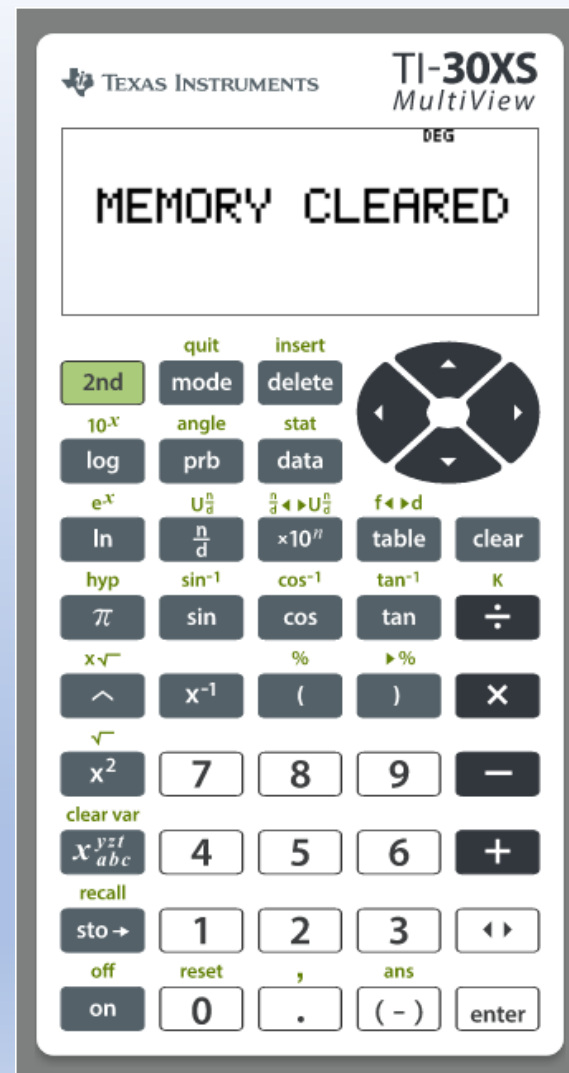 TEXAS INSTRUMENTS
TI-30XS
MultiView
DEG
MEMORY CLEARED
quit insert
2nd mode delete
10ˣ angle stat
log prb data
eˣ U n/d n/d ◄ ► U n/d f ◄ ► d
ln n/d ×10ⁿ table clear
hyp sin⁻¹ cos⁻¹ tan⁻¹ K
π sin cos tan ÷
x√ % ►%
^ x⁻¹ ( ) ×
√
x² 7 8 9 −
clear var
x yzt abc 4 5 6 +
recall
sto→ 1 2 3 ◄ ►
off reset , ans
on 0 . (-) enter